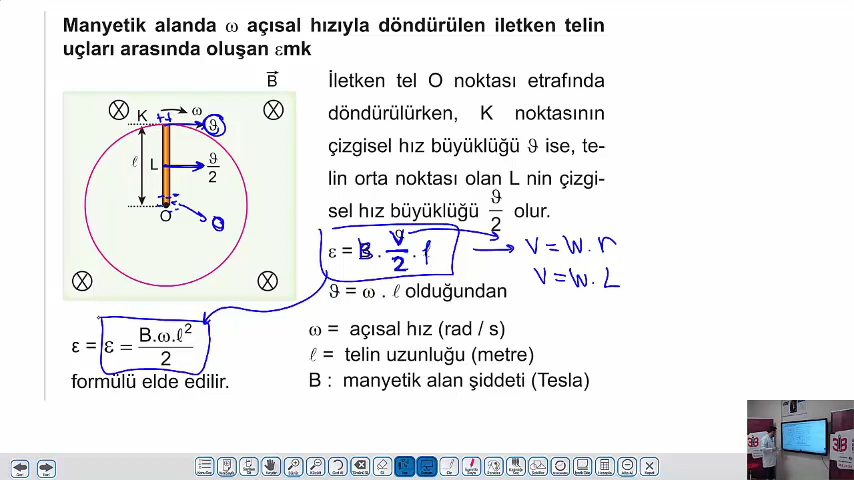 Manyetik alanda ω açısal hızıyla döndürülen iletken telin
uçları arasında oluşan εmk
B
K
ω
ϑ
ℓ
L
ϑ/2
O
ϑ
İletken tel O noktası etrafında
döndürülürken, K noktasının
çizgisel hız büyüklüğü ϑ ise, te-
lin orta noktası olan L nin çizgi-
sel hız büyüklüğü ϑ/2 olur.
ε = B . V/2 . ℓ
V = W . r
V = W . L
ϑ = ω . ℓ olduğundan
ε = ε = B.ω.ℓ²/2
formülü elde edilir.
ω = açısal hız (rad / s)
ℓ = telin uzunluğu (metre)
B : manyetik alan şiddeti (Tesla)